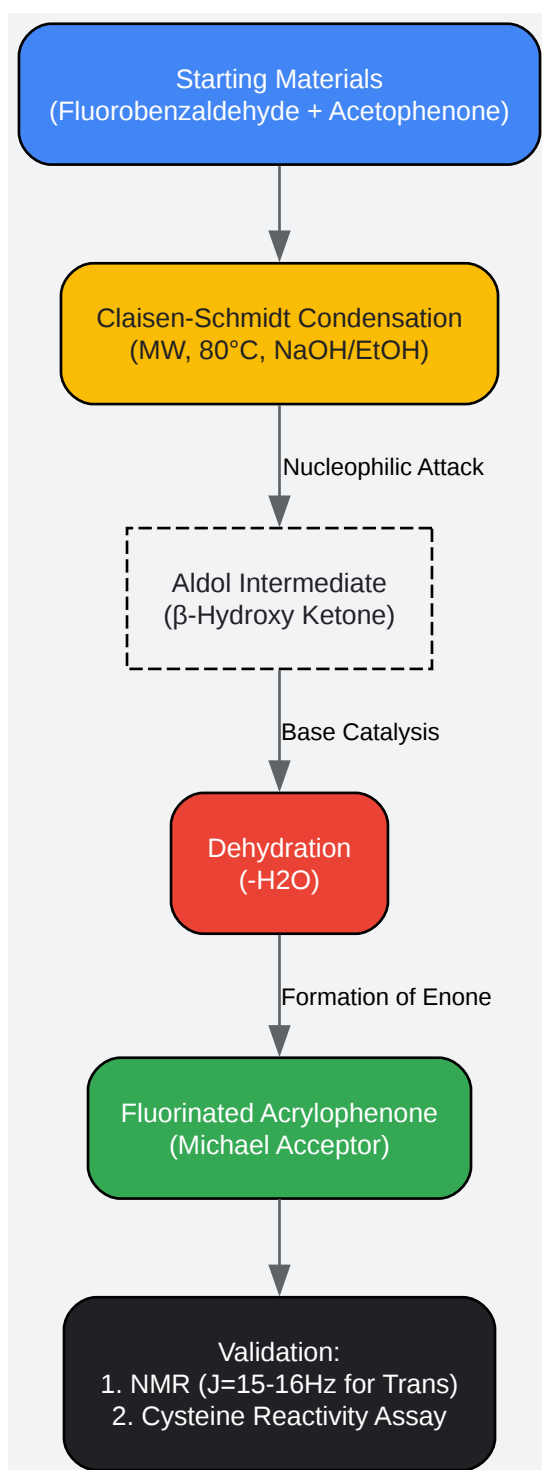 Starting Materials
(Fluorobenzaldehyde + Acetophenone)
Claisen-Schmidt Condensation
(MW, 80°C, NaOH/EtOH)
Nucleophilic Attack
Aldol Intermediate
(β-Hydroxy Ketone)
Base Catalysis
Dehydration
(-H2O)
Formation of Enone
Fluorinated Acrylophenone
(Michael Acceptor)
Validation:
1. NMR (J=15-16Hz for Trans)
2. Cysteine Reactivity Assay